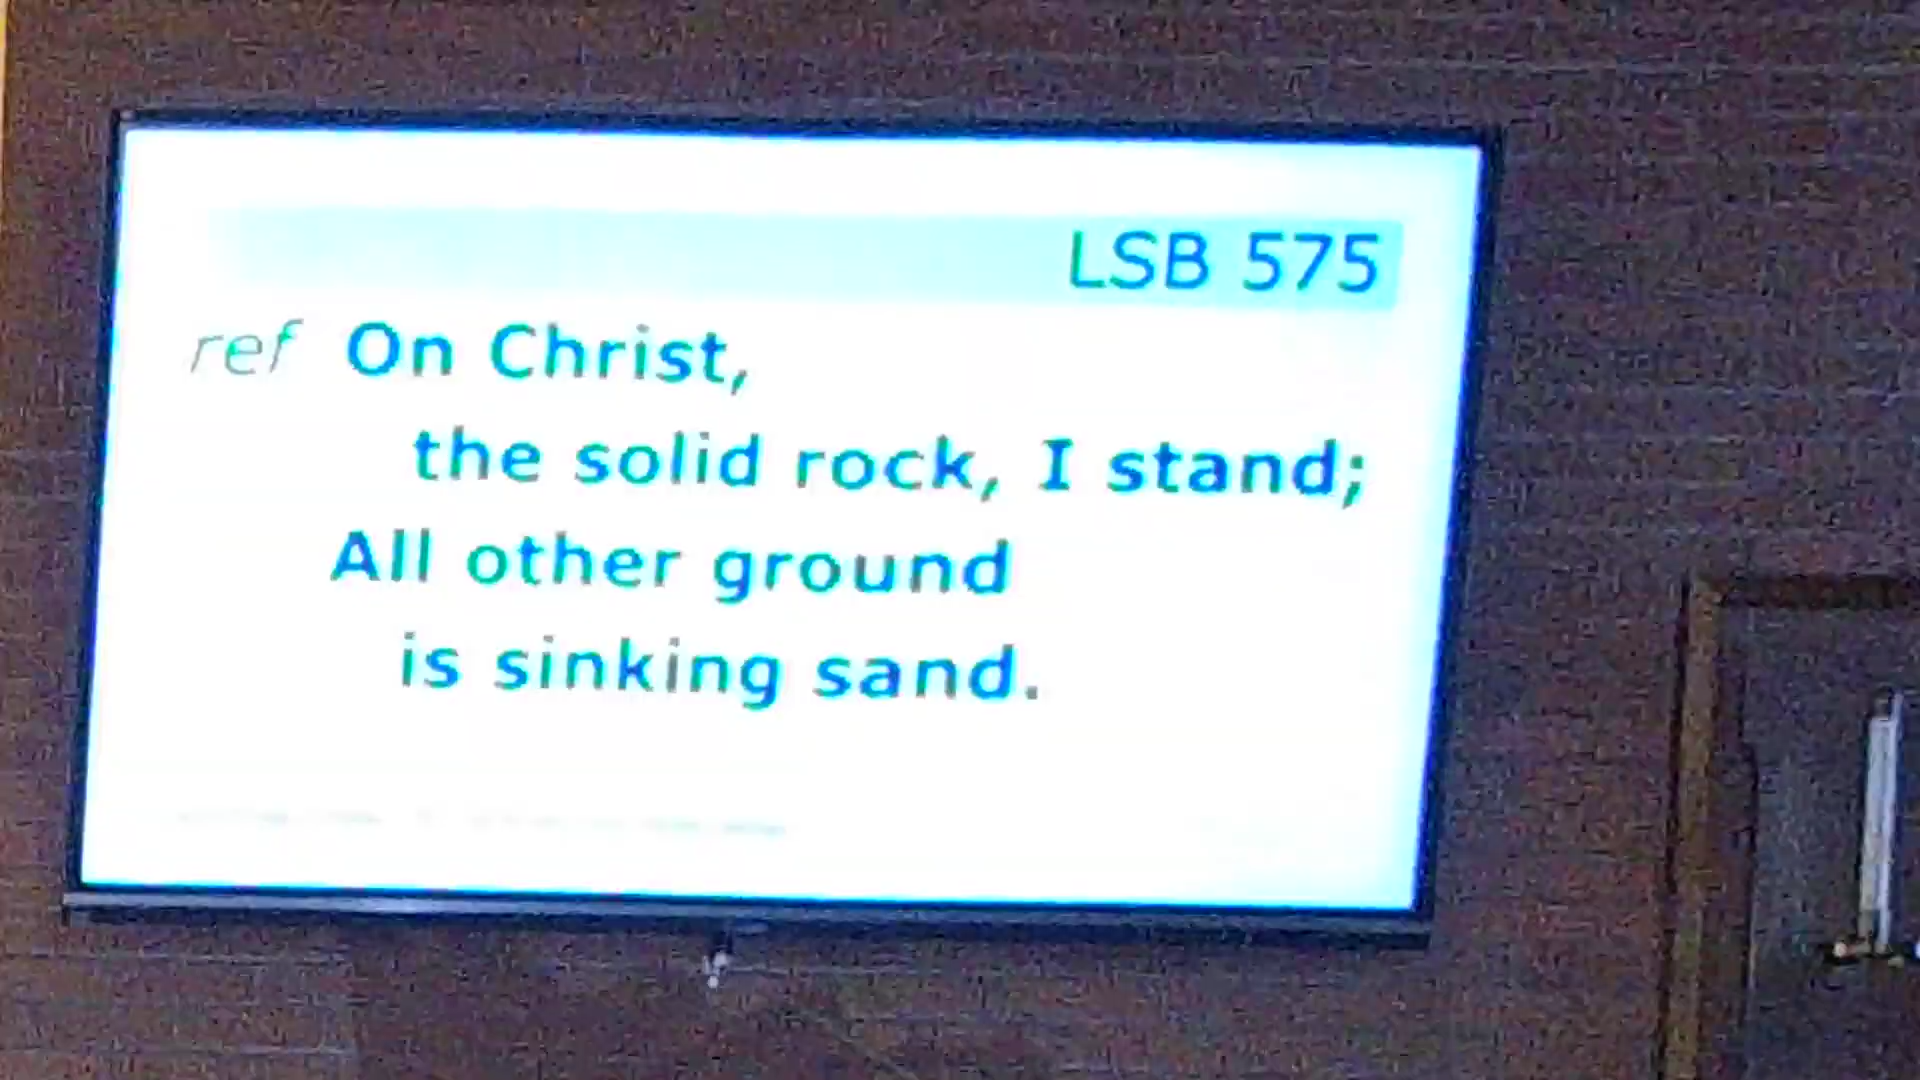 LSB 575
ref On Christ,
the solid rock, I stand;
All other ground
is sinking sand.